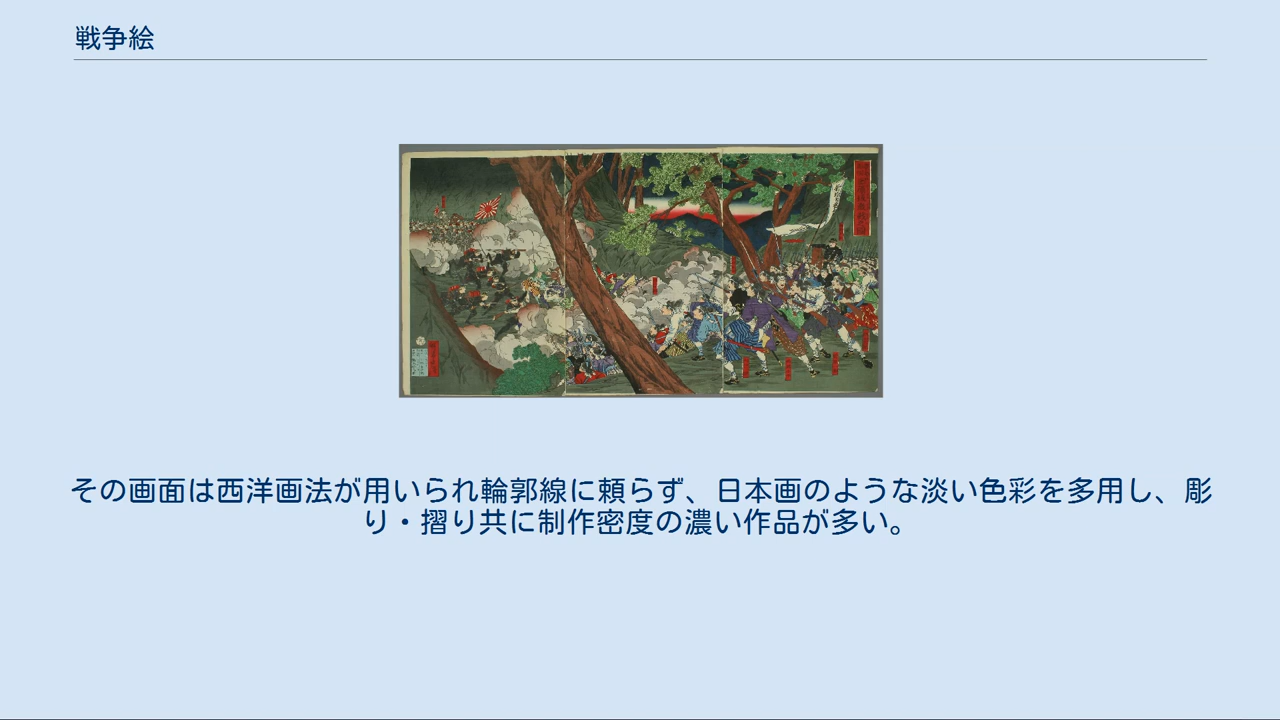 戦争絵
その画面は西洋画法が用いられ輪郭線に頼らず、日本画のような淡い色彩を多用し、彫
り・摺り共に制作密度の濃い作品が多い。